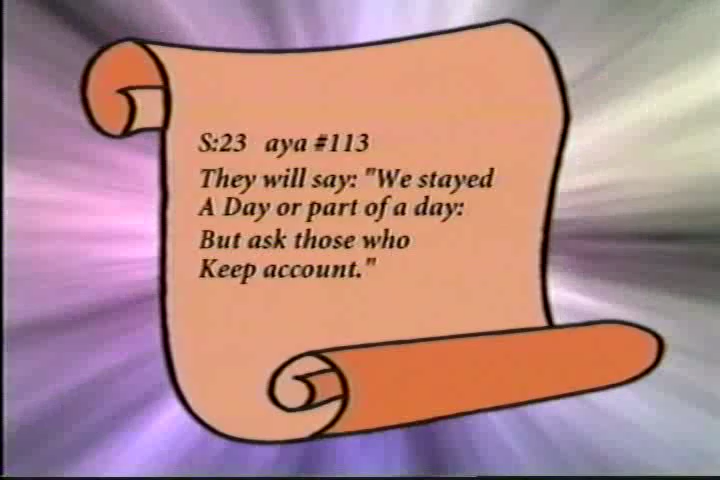 S:23 aya #113
They will say: "We stayed
A Day or part of a day:
But ask those who
Keep account."